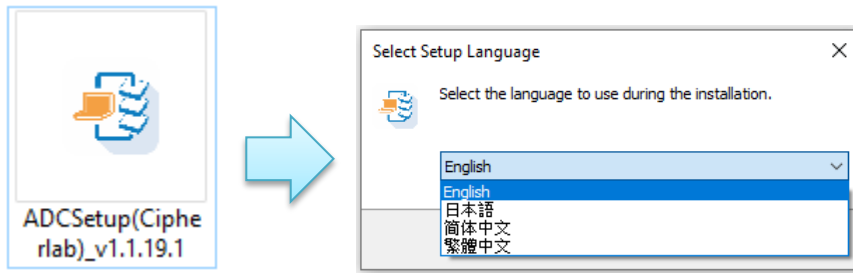 ADCSetup(Ciphe
rlab)_v1.1.19.1
Select Setup Language
Select the language to use during the installation.
English
English
日本語
简体中文
繁體中文